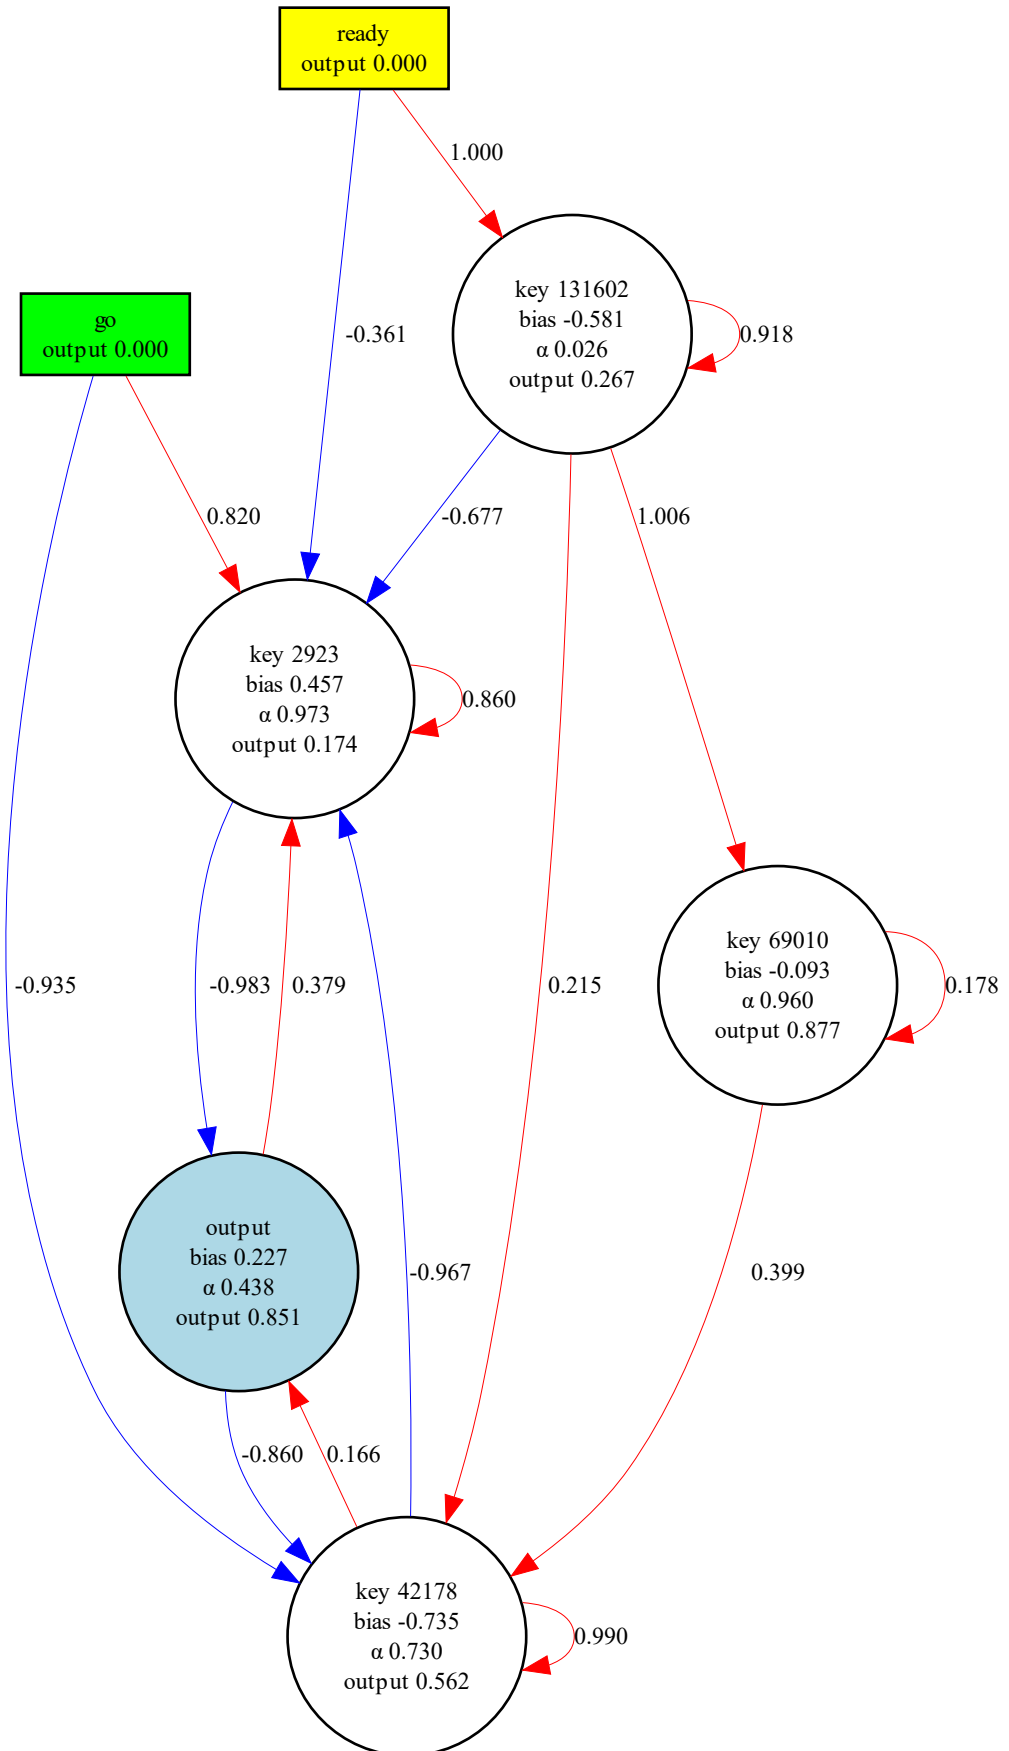 ready
output 0.000
1.000
key 131602
bias -0.581
α 0.026
output 0.267
0.918
go
output 0.000
-0.361
0.820
-0.677
1.006
key 2923
bias 0.457
α 0.973
output 0.174
0.860
key 69010
bias -0.093
α 0.960
output 0.877
0.178
-0.935
-0.983
0.379
0.215
output
bias 0.227
α 0.438
output 0.851
-0.967
0.399
-0.860
0.166
key 42178
bias -0.735
α 0.730
output 0.562
0.990